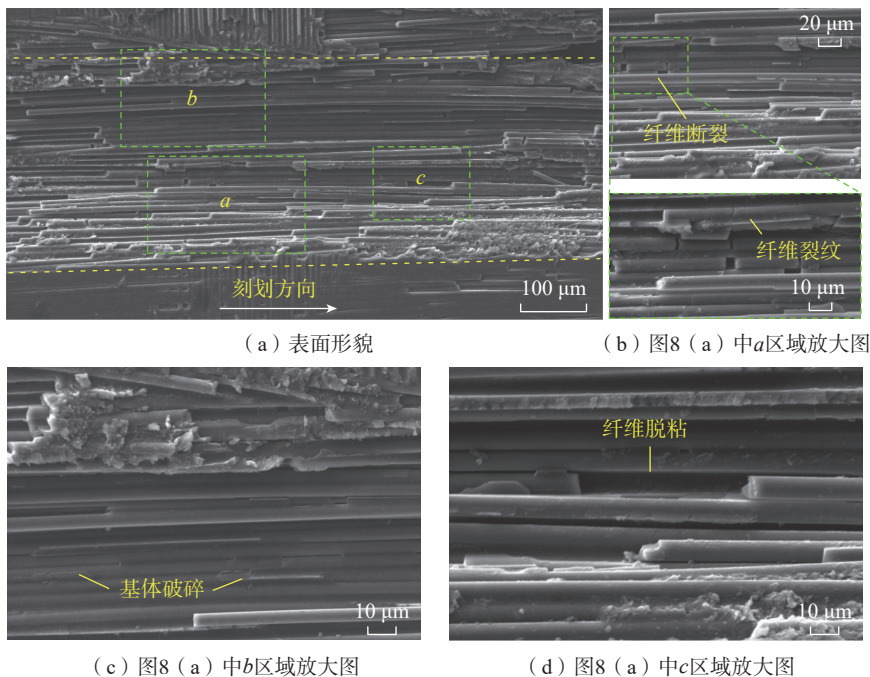 b
a
c
刻划方向
100 μm
20 μm
纤维断裂
纤维裂纹
10 μm
（a）表面形貌
（b）图8（a）中a区域放大图
基体破碎
10 μm
纤维脱粘
10 μm
（c）图8（a）中b区域放大图
（d）图8（a）中c区域放大图